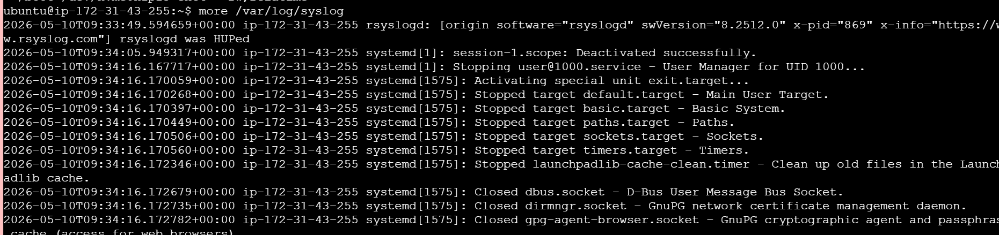 ubuntu@ip-172-31-43-255:~$ more /var/log/syslog
2026-05-10T09:33:49.594659+00:00 ip-172-31-43-255 rsyslogd: [origin software="rsyslogd" swVersion="8.2512.0" x-pid="869" x-info="https://w
w.rsyslog.com"] rsyslogd was HUPed
2026-05-10T09:34:05.949317+00:00 ip-172-31-43-255 systemd[1]: session-1.scope: Deactivated successfully.
2026-05-10T09:34:16.167717+00:00 ip-172-31-43-255 systemd[1]: Stopping user@1000.service - User Manager for UID 1000...
2026-05-10T09:34:16.170059+00:00 ip-172-31-43-255 systemd[1575]: Activating special unit exit.target...
2026-05-10T09:34:16.170268+00:00 ip-172-31-43-255 systemd[1575]: Stopped target default.target - Main User Target.
2026-05-10T09:34:16.170397+00:00 ip-172-31-43-255 systemd[1575]: Stopped target basic.target - Basic System.
2026-05-10T09:34:16.170449+00:00 ip-172-31-43-255 systemd[1575]: Stopped target paths.target - Paths.
2026-05-10T09:34:16.170506+00:00 ip-172-31-43-255 systemd[1575]: Stopped target sockets.target - Sockets.
2026-05-10T09:34:16.170560+00:00 ip-172-31-43-255 systemd[1575]: Stopped target timers.target - Timers.
2026-05-10T09:34:16.172346+00:00 ip-172-31-43-255 systemd[1575]: Stopped launchpadlib-cache-clean.timer - Clean up old files in the Launch
adlib cache.
2026-05-10T09:34:16.172679+00:00 ip-172-31-43-255 systemd[1575]: Closed dbus.socket - D-Bus User Message Bus Socket.
2026-05-10T09:34:16.172735+00:00 ip-172-31-43-255 systemd[1575]: Closed dirmngr.socket - GnuPG network certificate management daemon.
2026-05-10T09:34:16.172782+00:00 ip-172-31-43-255 systemd[1575]: Closed gpg-agent-browser.socket - GnuPG cryptographic agent and passphras
cache (access for web browsers)